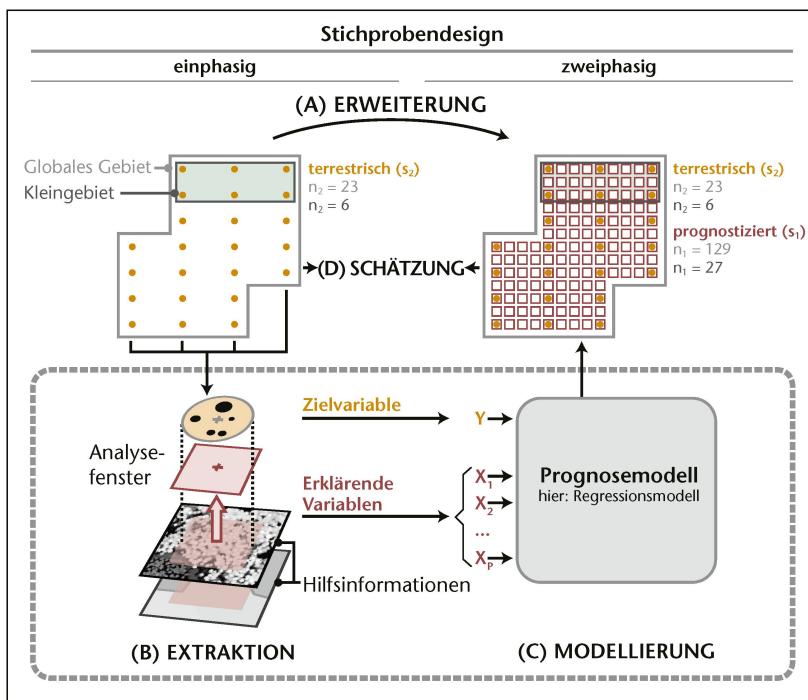 Stichprobendesign
einphasig
zweiphasig
(A) ERWEITERUNG
Globales Gebiet
Kleingebiet
terrestrisch (s₂)
n₂ = 23
n₂ = 6
terrestrisch (s₂)
n₂ = 23
n₂ = 6
prognostiziert (s₁)
n₁ = 129
n₁ = 27
(D) SCHÄTZUNG
Analyse-
fenster
Zielvariable
Y
Erklärende
Variablen
X₁
X₂
...
Xₚ
Prognosemodell
hier: Regressionsmodell
Hilfsinformationen
(B) EXTRAKTION
(C) MODELLIERUNG